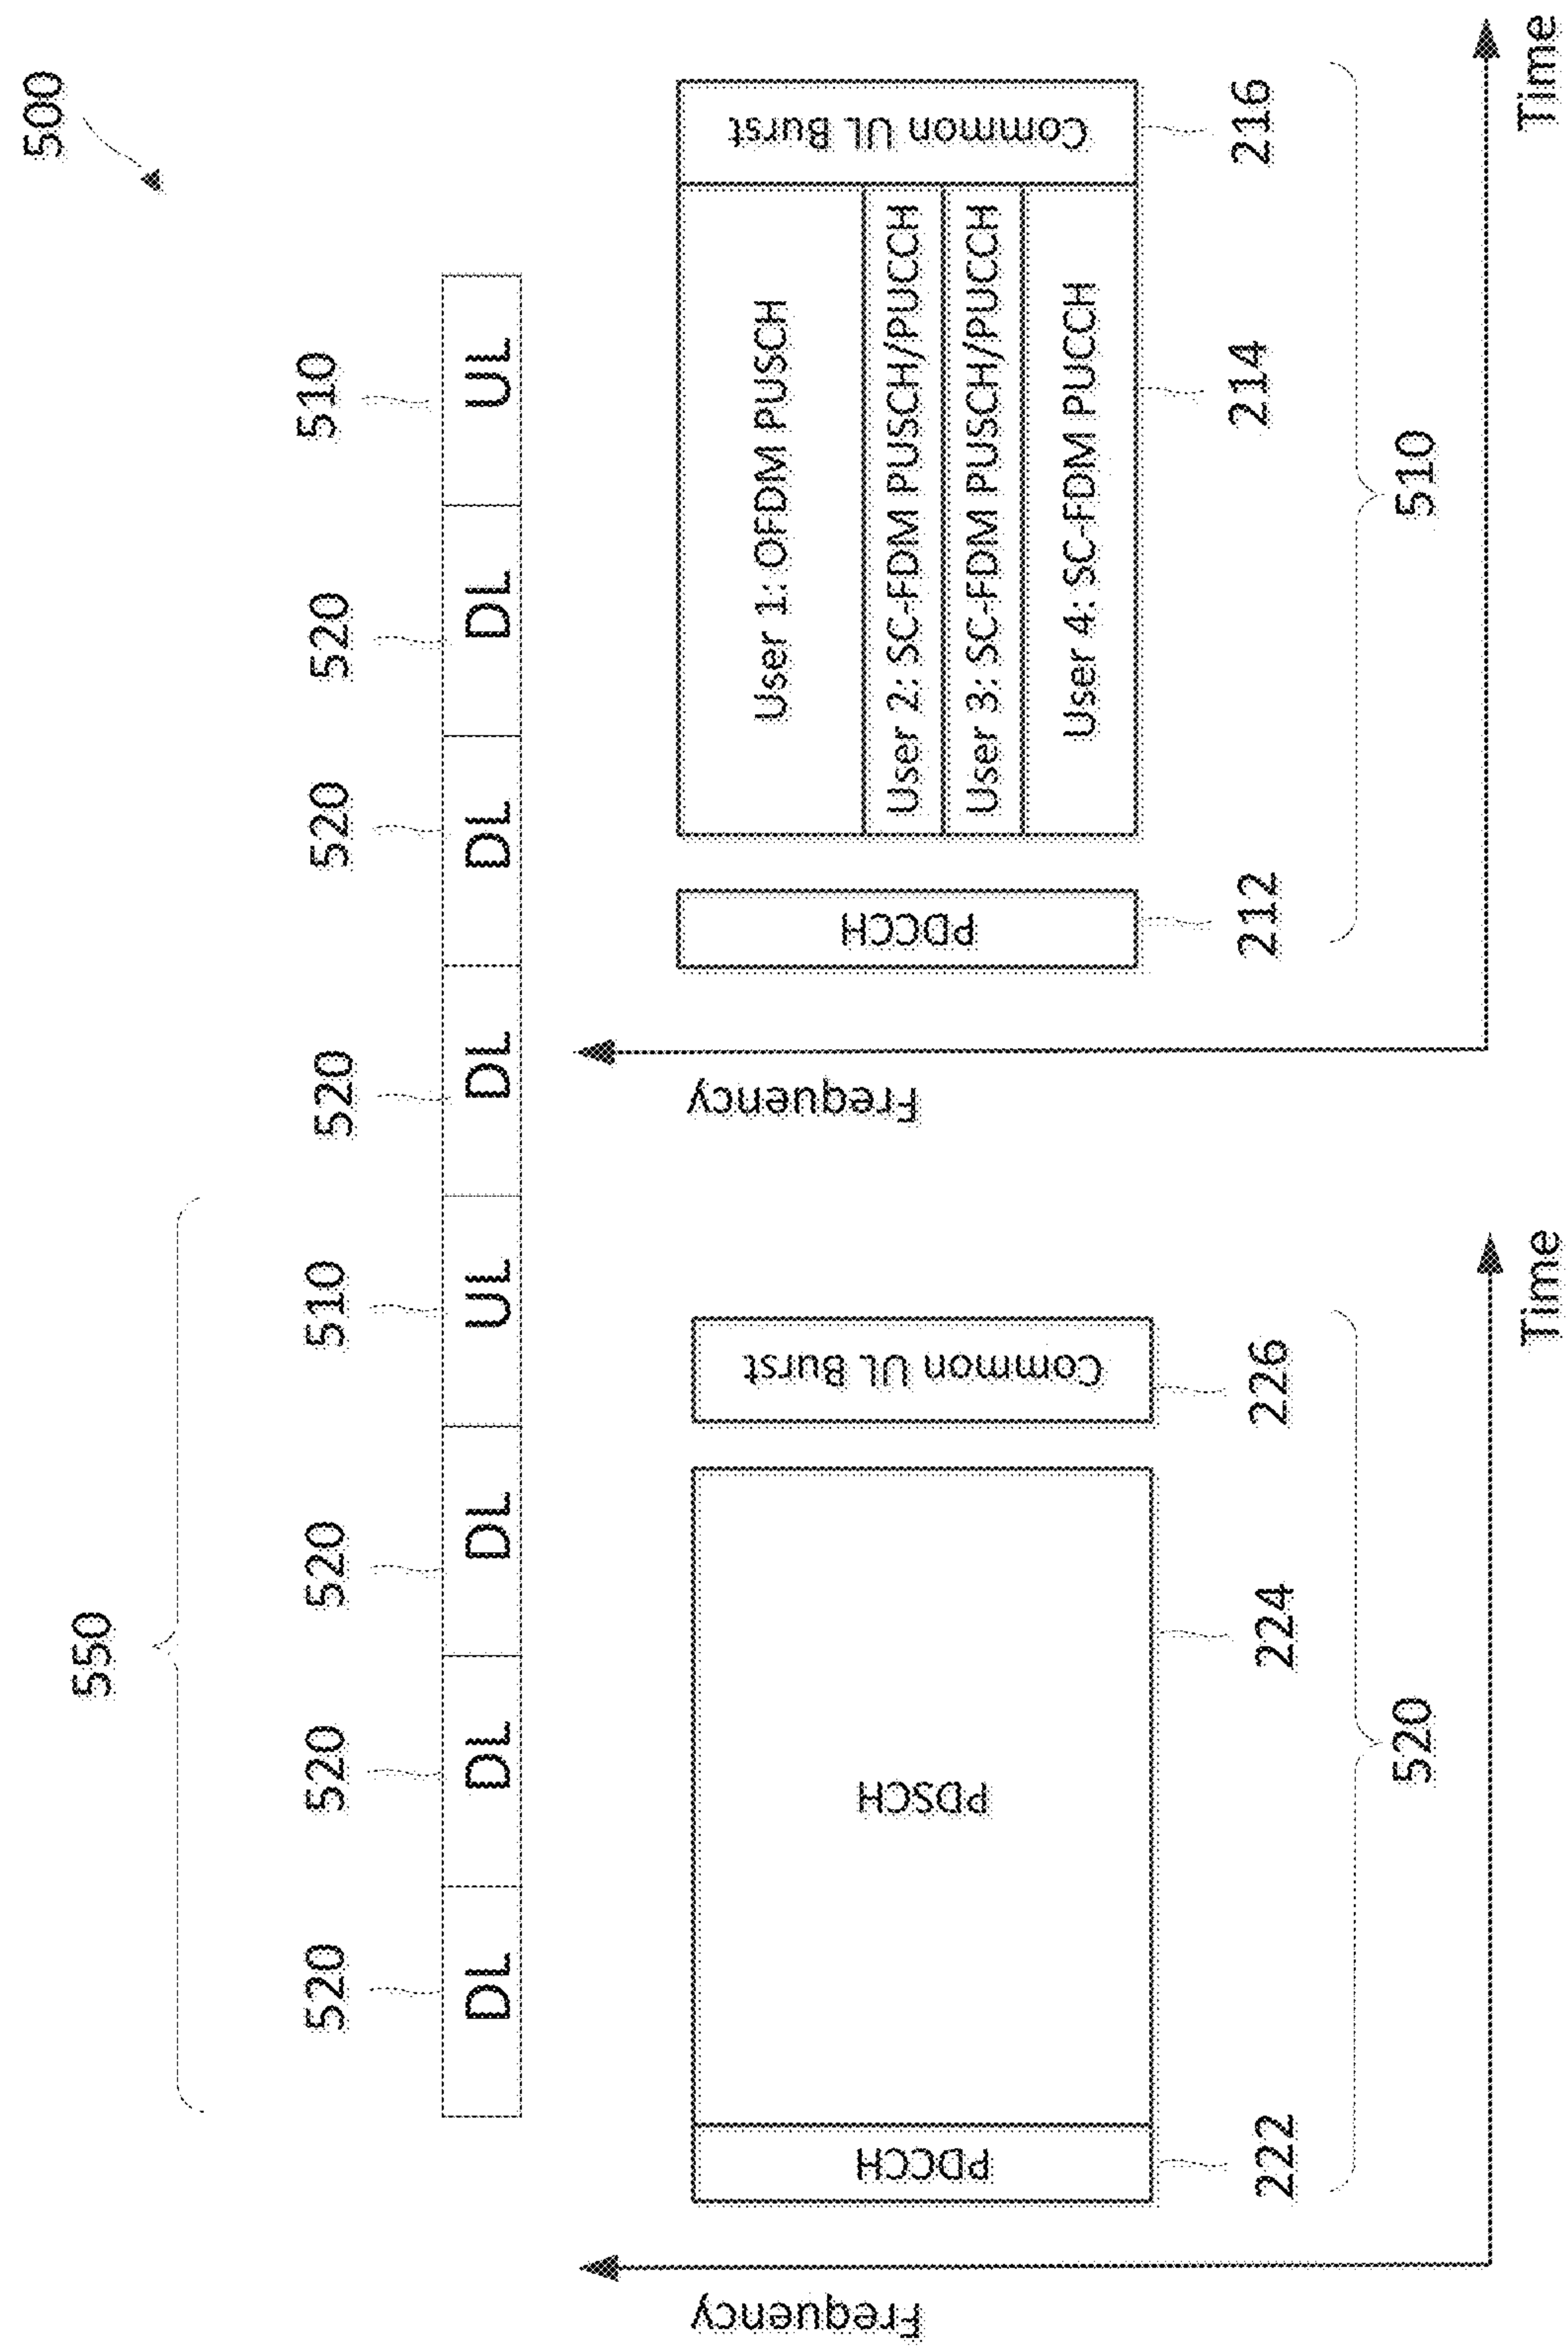 500
550
520 520 520 510 520 520 520 510
DL DL DL UL DL DL DL UL
Frequency
PDCCH
PDSCH
Common UL Burst
222
224
226
520
Time
Frequency
PDCCH
User 1: OFDM PUSCH
User 2: SC-FDM PUSCH/PUCCH
User 3: SC-FDM PUSCH/PUCCH
User 4: SC-FDM PUCCH
Common UL Burst
212
214
216
510
Time